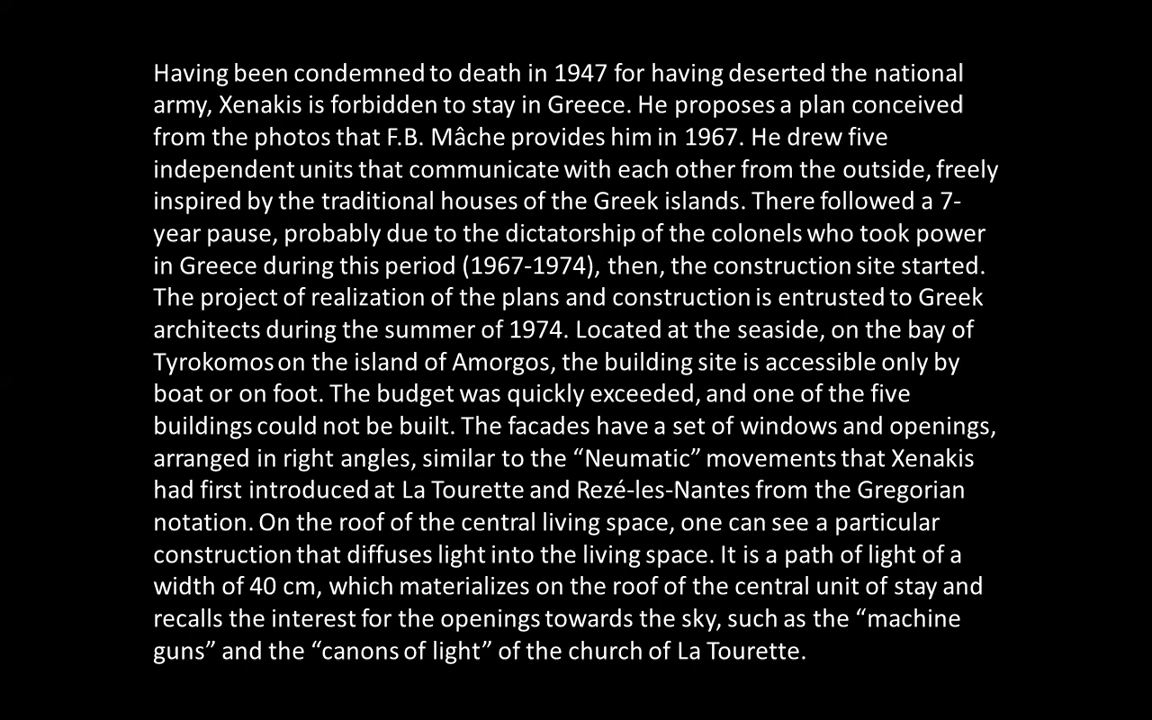 Having been condemned to death in 1947 for having deserted the national
army, Xenakis is forbidden to stay in Greece. He proposes a plan conceived
from the photos that F.B. Mâche provides him in 1967. He drew five
independent units that communicate with each other from the outside, freely
inspired by the traditional houses of the Greek islands. There followed a 7-
year pause, probably due to the dictatorship of the colonels who took power
in Greece during this period (1967-1974), then, the construction site started.
The project of realization of the plans and construction is entrusted to Greek
architects during the summer of 1974. Located at the seaside, on the bay of
Tyrokomos on the island of Amorgos, the building site is accessible only by
boat or on foot. The budget was quickly exceeded, and one of the five
buildings could not be built. The facades have a set of windows and openings,
arranged in right angles, similar to the “Neumatic” movements that Xenakis
had first introduced at La Tourette and Rezé-les-Nantes from the Gregorian
notation. On the roof of the central living space, one can see a particular
construction that diffuses light into the living space. It is a path of light of a
width of 40 cm, which materializes on the roof of the central unit of stay and
recalls the interest for the openings towards the sky, such as the “machine
guns” and the “canons of light” of the church of La Tourette.